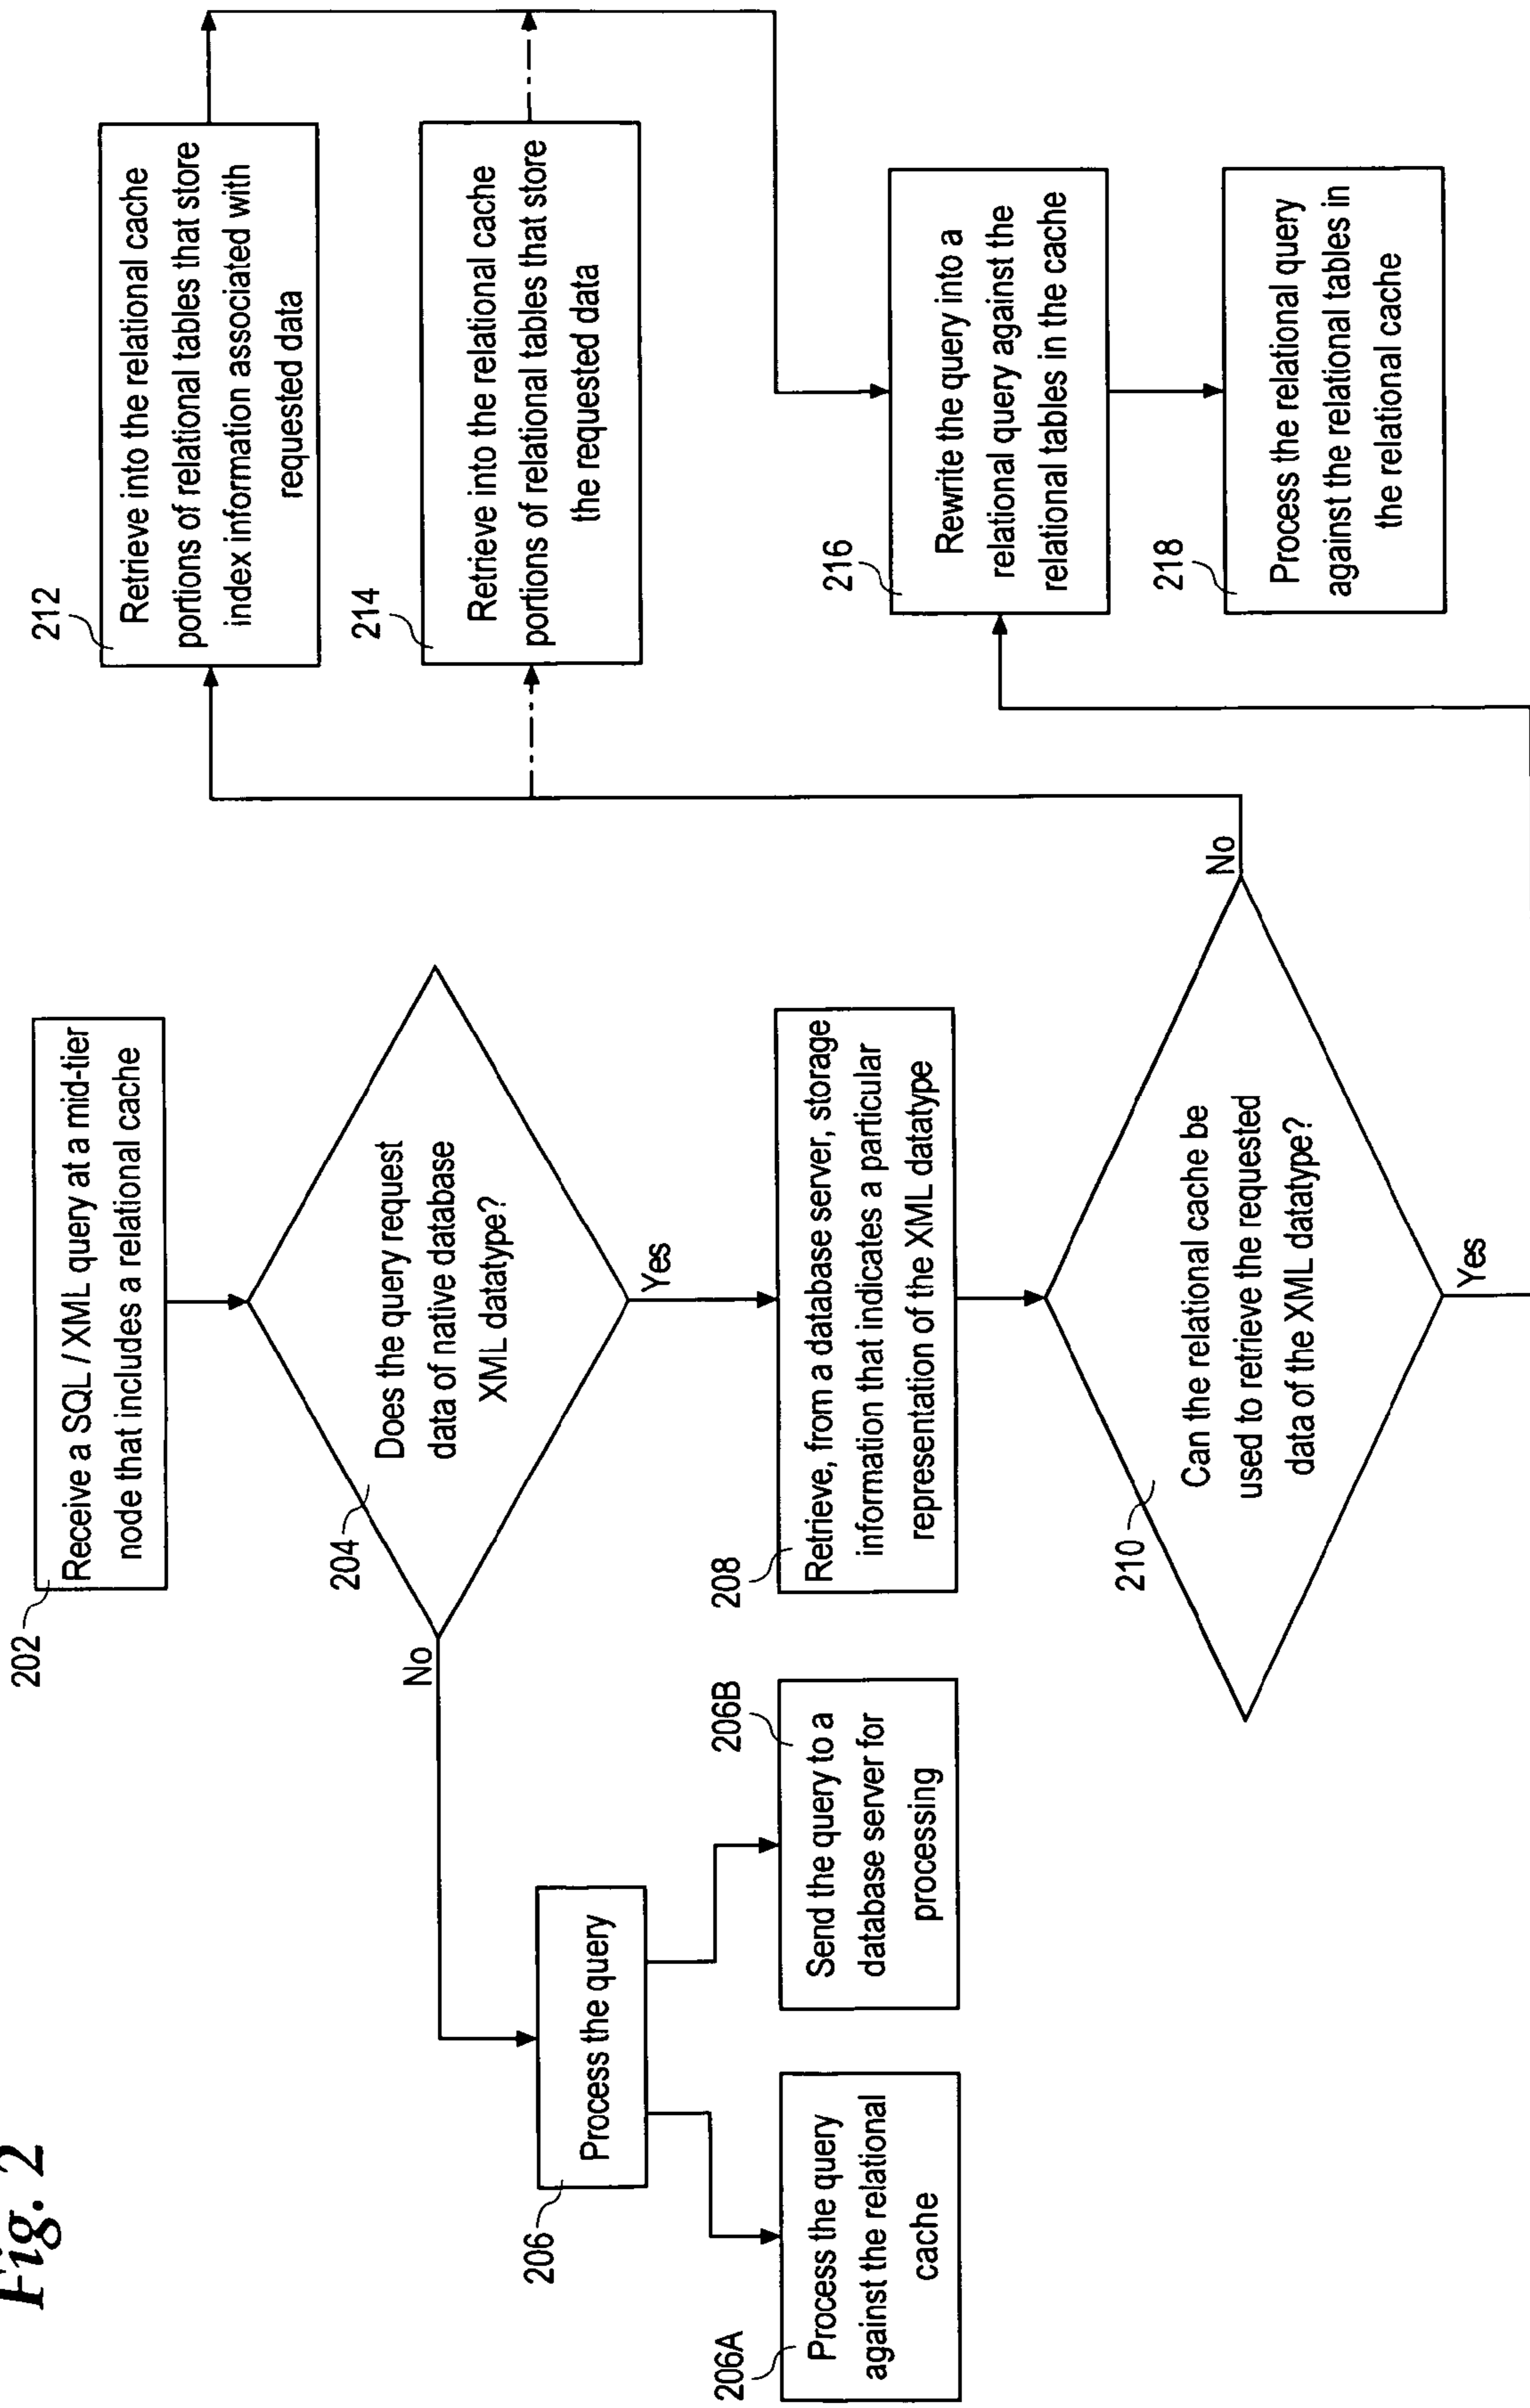 Fig. 2
202
Receive a SQL / XML query at a mid-tier
node that includes a relational cache
204
Does the query request
data of native database
XML datatype?
No
Yes
206
Process the query
206A
Process the query
against the relational
cache
206B
Send the query to a
database server for
processing
208
Retrieve, from a database server, storage
information that indicates a particular
representation of the XML datatype
210
Can the relational cache be
used to retrieve the requested
data of the XML datatype?
No
Yes
212
Retrieve into the relational cache
portions of relational tables that store
index information associated with
requested data
214
Retrieve into the relational cache
portions of relational tables that store
the requested data
216
Rewrite the query into a
relational query against the
relational tables in the cache
218
Process the relational query
against the relational tables in
the relational cache